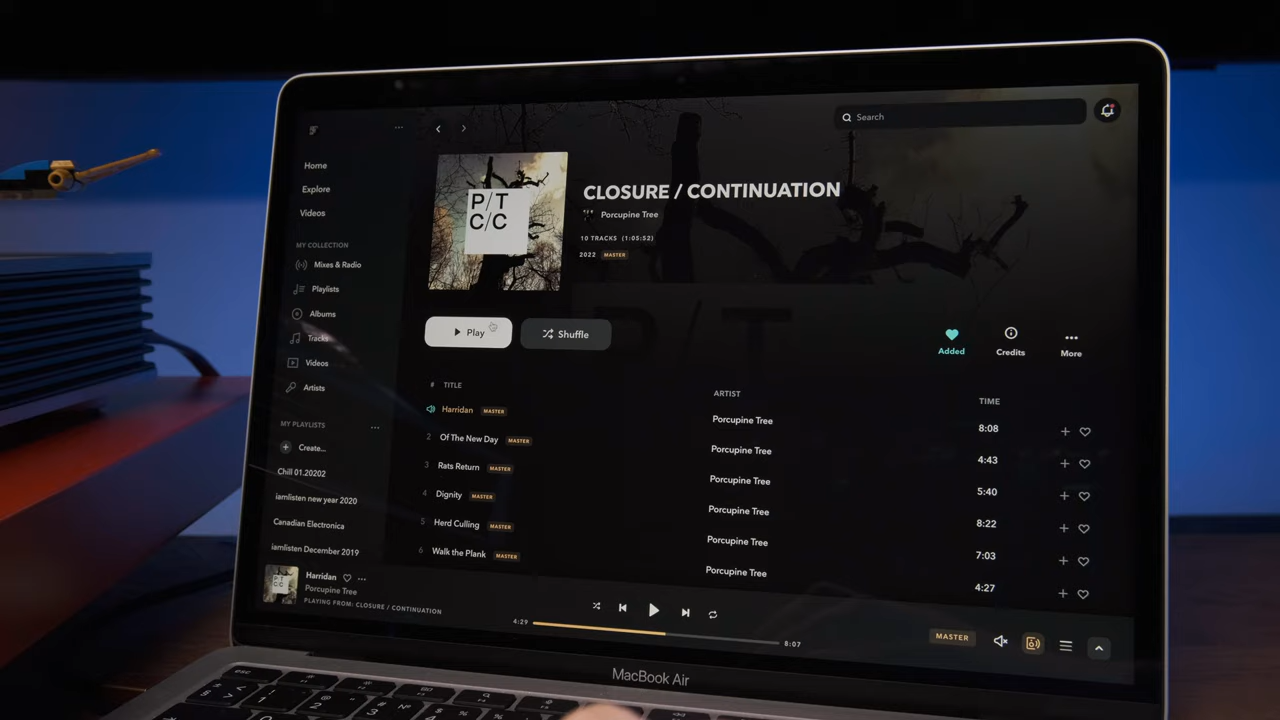 Search
Home
Explore
Videos
MY COLLECTION
Mixes & Radio
Playlists
Albums
Tracks
Videos
Artists
MY PLAYLISTS
Create...
Chill 01.20202
iamlisten new year 2020
Canadian Electronica
iamlisten December 2019
P/T
C/C
CLOSURE / CONTINUATION
Porcupine Tree
10 TRACKS (1:05:52)
2022 MASTER
Play
Shuffle
Added
Credits
More
# TITLE ARTIST TIME
Harridan MASTER Porcupine Tree 8:08
2 Of The New Day MASTER Porcupine Tree 4:43
3 Rats Return MASTER Porcupine Tree 5:40
4 Dignity MASTER Porcupine Tree 8:22
5 Herd Culling MASTER Porcupine Tree 7:03
6 Walk the Plank MASTER Porcupine Tree 4:27
Harridan
Porcupine Tree
PLAYING FROM: CLOSURE / CONTINUATION
4:29
8:07
MASTER
MacBook Air
esc